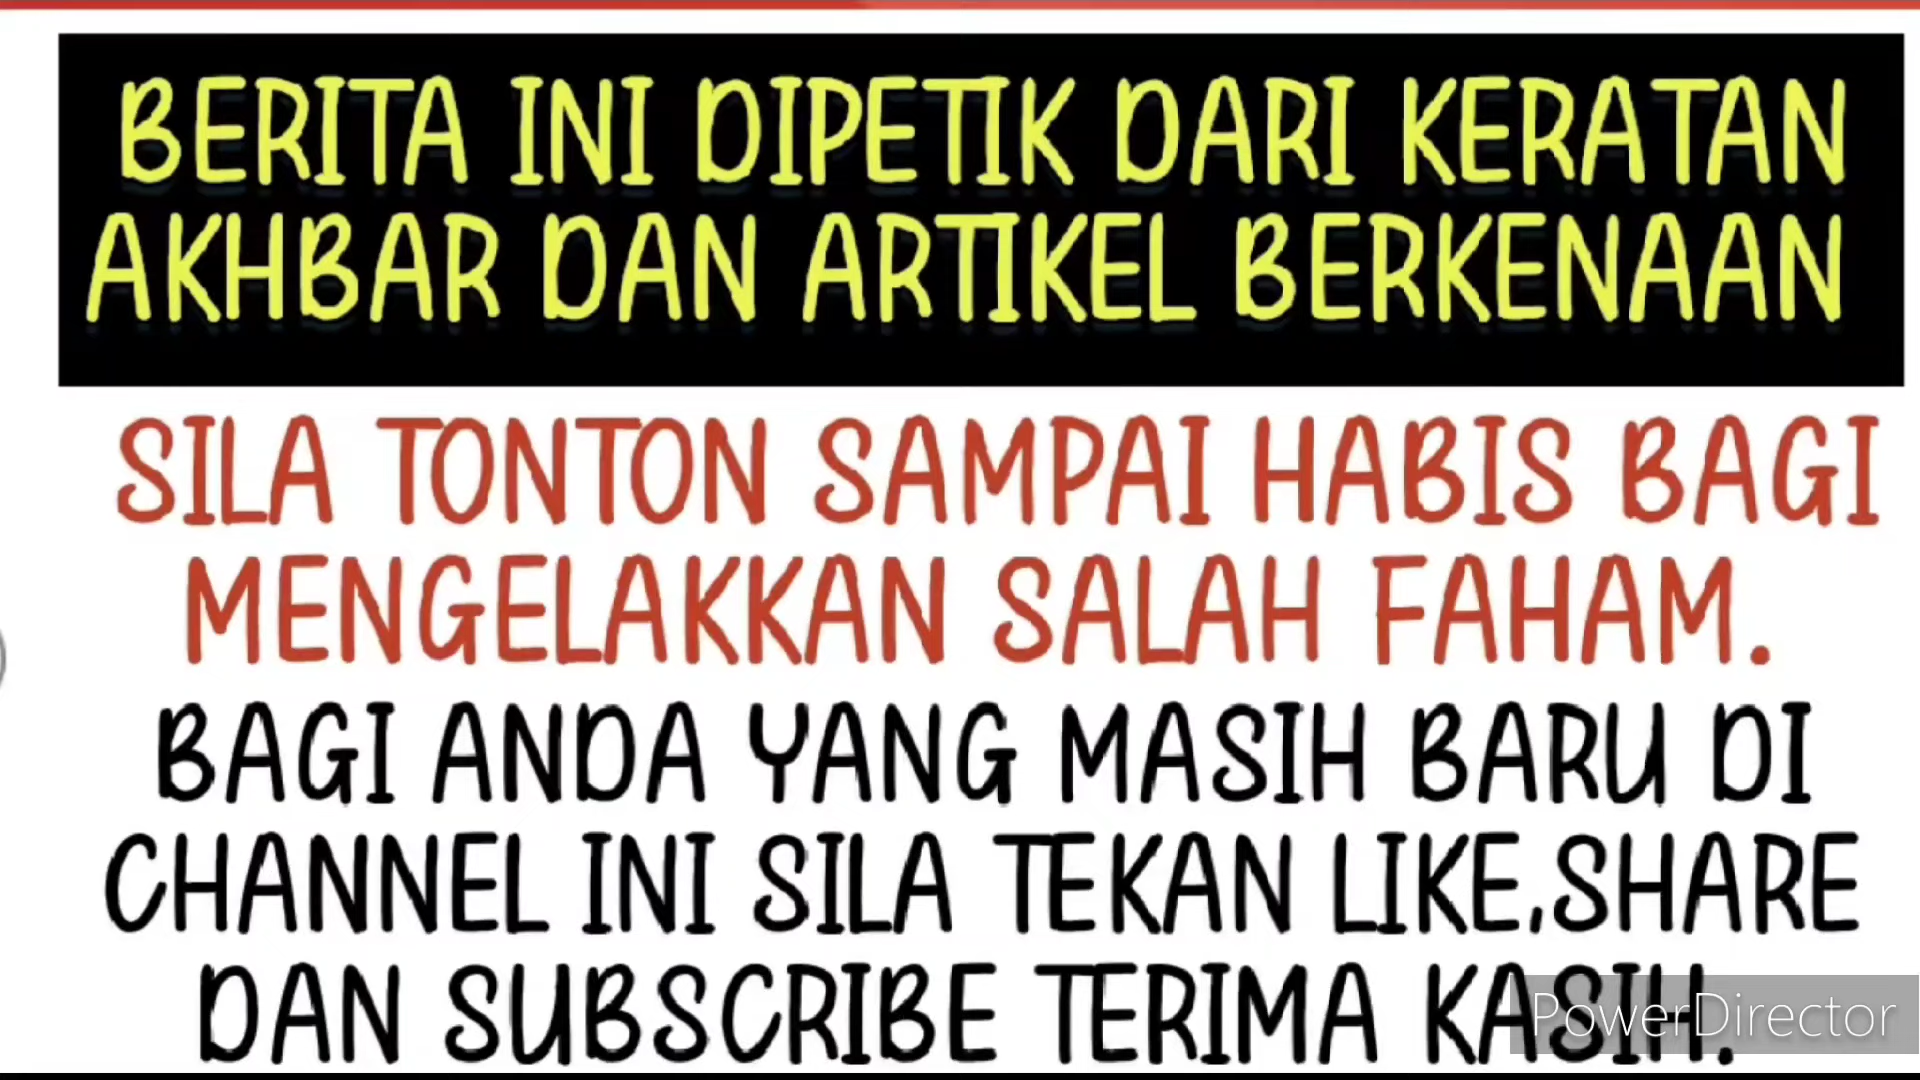 BERITA INI DIPETIK DARI KERATAN
AKHBAR DAN ARTIKEL BERKENAAN
SILA TONTON SAMPAI HABIS BAGI
MENGELAKKAN SALAH FAHAM.
BAGI ANDA YANG MASIH BARU DI
CHANNEL INI SILA TEKAN LIKE,SHARE
DAN SUBSCRIBE TERIMA KASIH.
PowerDirector